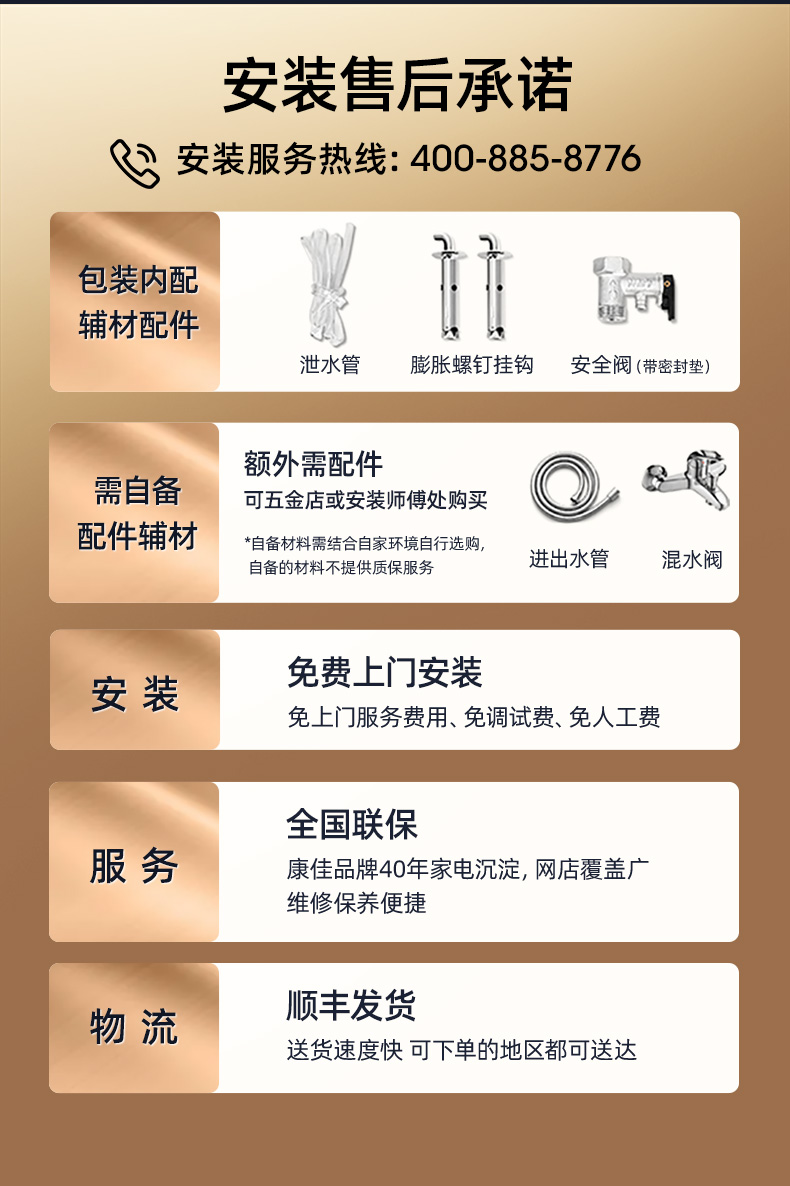 安装售后承诺
安装服务热线: 400-885-8776
包装内配
辅材配件
泄水管
膨胀螺钉挂钩
安全阀(带密封垫)
需自备
配件辅材
额外需配件
可五金店或安装师傅处购买
*自备材料需结合自家环境自行选购,
自备的材料不提供质保服务
进出水管
混水阀
安装
免费上门安装
免上门服务费用、免调试费、免人工费
服务
全国联保
康佳品牌40年家电沉淀, 网店覆盖广
维修保养便捷
物流
顺丰发货
送货速度快 可下单的地区都可送达